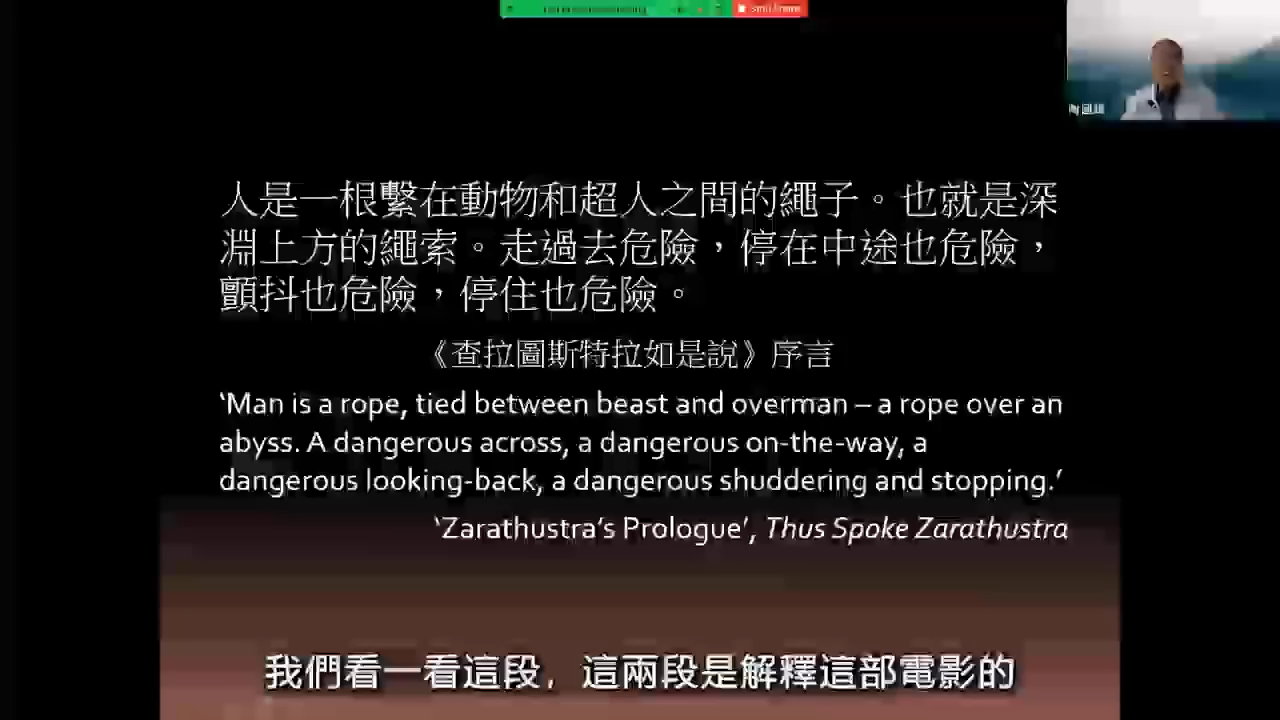 人是一根繫在動物和超人之間的繩子。也就是深
淵上方的繩索。走過去危險，停在中途也危險，
顫抖也危險，停住也危險。
《查拉圖斯特拉如是說》序言
‘Man is a rope, tied between beast and overman – a rope over an
abyss. A dangerous across, a dangerous on-the-way, a
dangerous looking-back, a dangerous shuddering and stopping.’
‘Zarathustra’s Prologue’, Thus Spoke Zarathustra
我們看一看這段，這兩段是解釋這部電影的